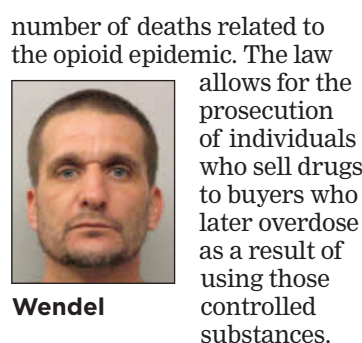 number of deaths related to
the opioid epidemic. The law
allows for the
prosecution
of individuals
who sell drugs
to buyers who
later overdose
as a result of
using those
controlled
substances.
Wendel